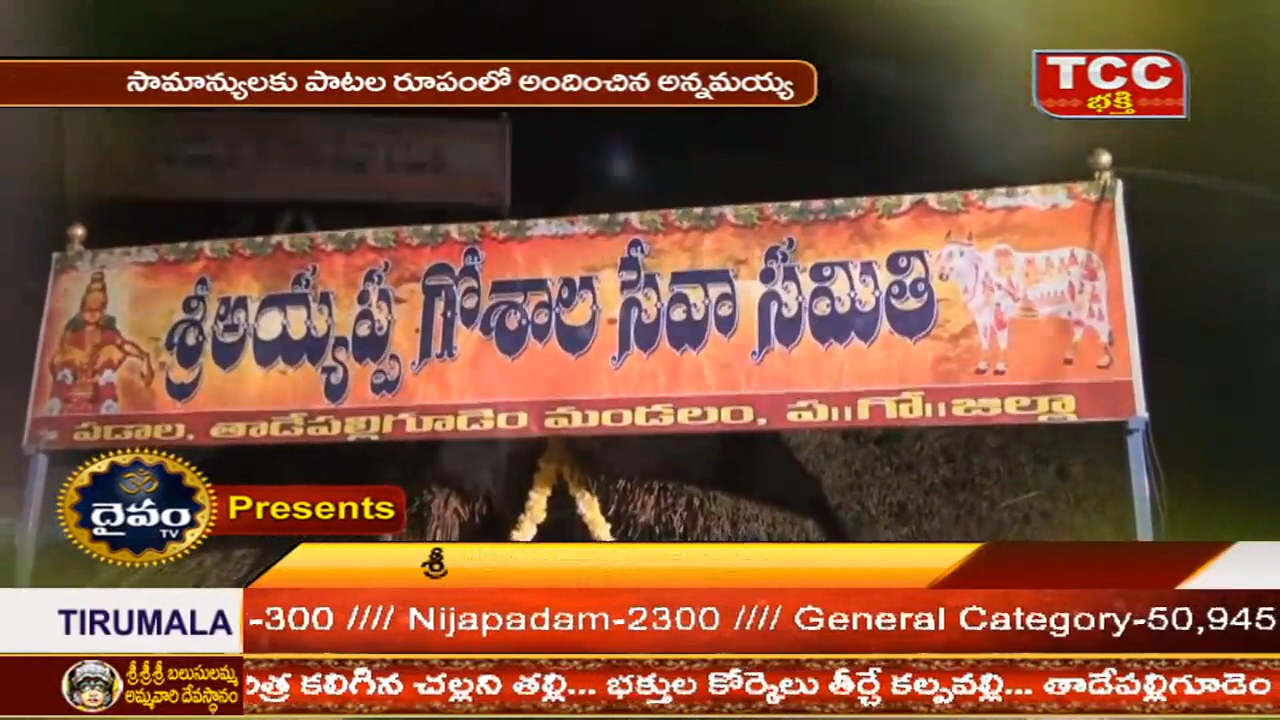 సామాన్యులకు పాటల రూపంలో అందించిన అన్నమయ్య
TCC
భక్తి
శ్రీ అయ్యప్ప గోశాల సేవా సమితి
పడాల, తాడేపల్లిగూడెం మండలం, ప॥గో॥జిల్లా
దైవం
TV
Presents
శ్రీ
TIRUMALA
-300 //// Nijapadam-2300 //// General Category-50,945
శ్రీ శ్రీ శ్రీ బలుసులమ్మ
అమ్మవారి దేవస్థానం
కలిగిన చల్లని తల్లి... భక్తుల కోర్కెలు తీర్చే కల్పవల్లి... తాడేపల్లిగూడెం